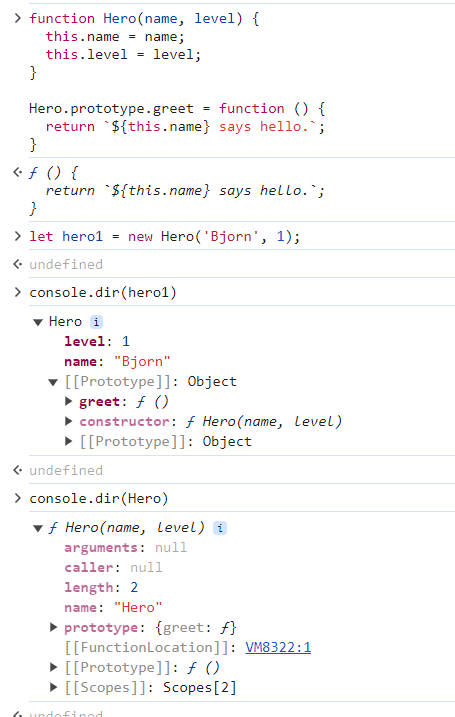 function Hero(name, level) {
  this.name = name;
  this.level = level;
}

Hero.prototype.greet = function () {
  return `${this.name} says hello.`;
}
ƒ () {
  return `${this.name} says hello.`;
}
let hero1 = new Hero('Bjorn', 1);
undefined
console.dir(hero1)
Hero i
level: 1
name: "Bjorn"
[[Prototype]]: Object
greet: ƒ ()
constructor: ƒ Hero(name, level)
[[Prototype]]: Object
undefined
console.dir(Hero)
ƒ Hero(name, level) i
arguments: null
caller: null
length: 2
name: "Hero"
prototype: {greet: ƒ}
[[FunctionLocation]]: VM8322:1
[[Prototype]]: ƒ ()
[[Scopes]]: Scopes[2]
undefined